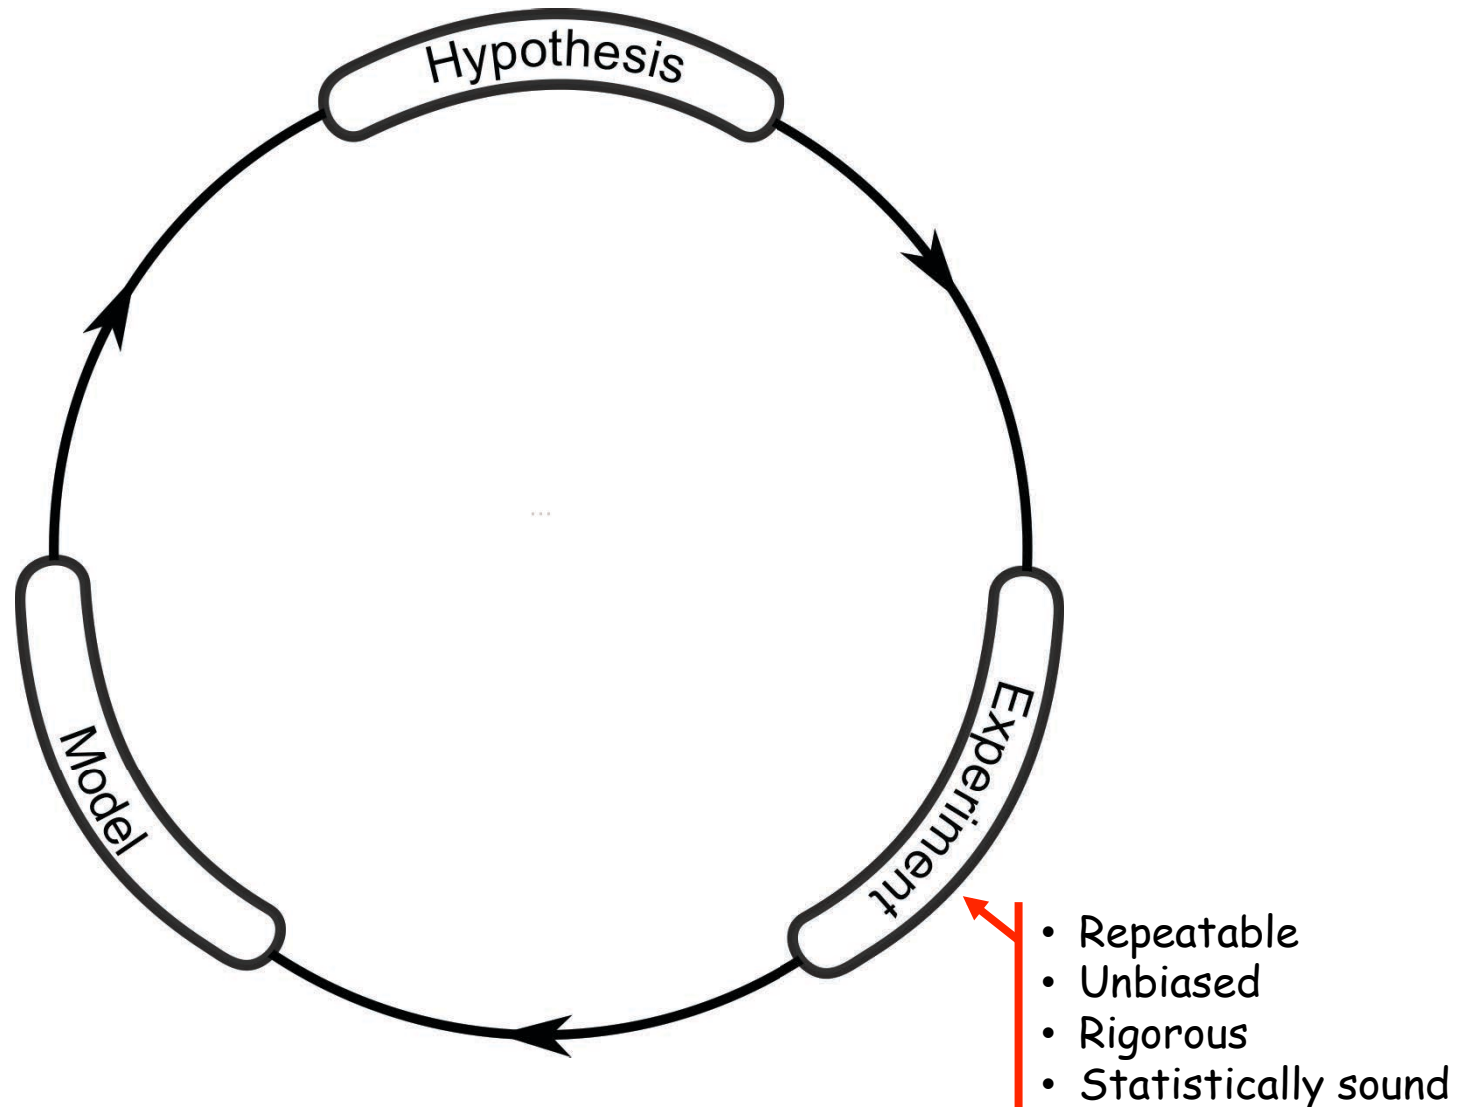 Hypothesis
Experiment
Model
...
• Repeatable
• Unbiased
• Rigorous
• Statistically sound